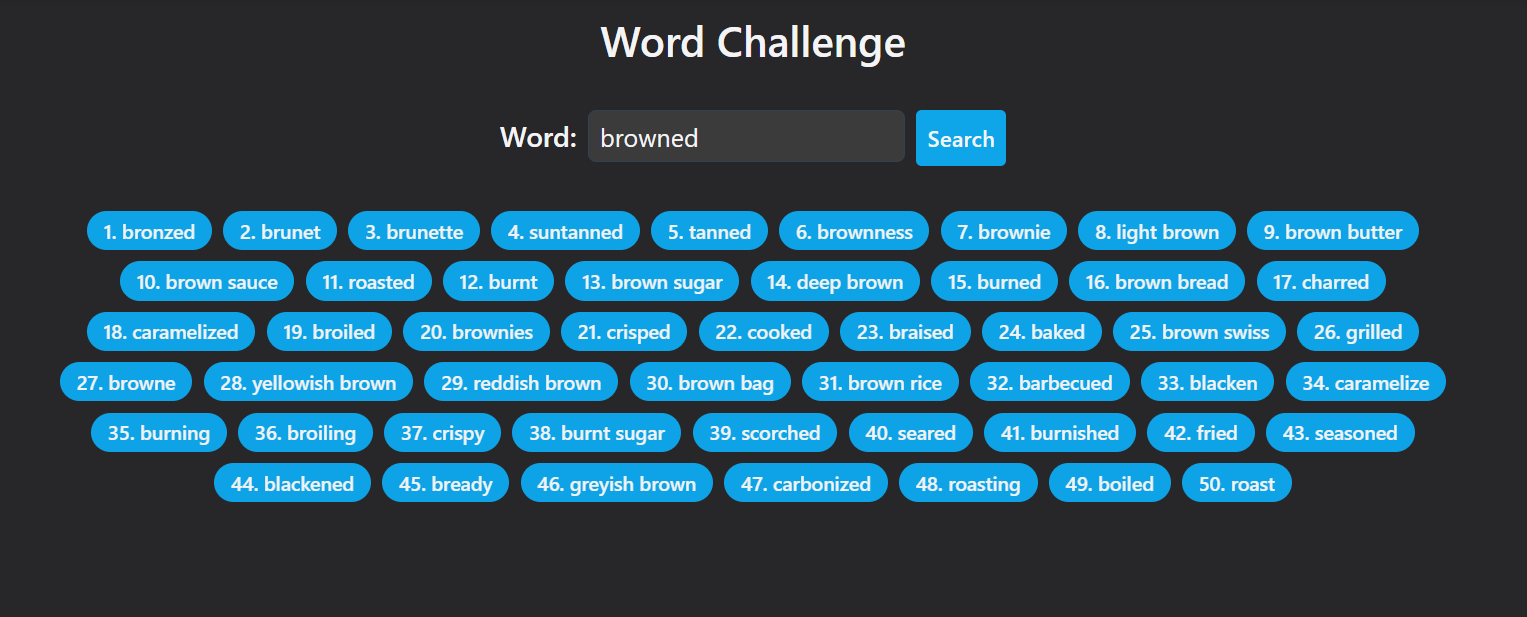 Word Challenge
Word: browned Search
1. bronzed 2. brunet 3. brunette 4. suntanned 5. tanned 6. brownness 7. brownie 8. light brown 9. brown butter
10. brown sauce 11. roasted 12. burnt 13. brown sugar 14. deep brown 15. burned 16. brown bread 17. charred
18. caramelized 19. broiled 20. brownies 21. crisped 22. cooked 23. braised 24. baked 25. brown swiss 26. grilled
27. browne 28. yellowish brown 29. reddish brown 30. brown bag 31. brown rice 32. barbecued 33. blacken 34. caramelize
35. burning 36. broiling 37. crispy 38. burnt sugar 39. scorched 40. seared 41. burnished 42. fried 43. seasoned
44. blackened 45. bready 46. greyish brown 47. carbonized 48. roasting 49. boiled 50. roast